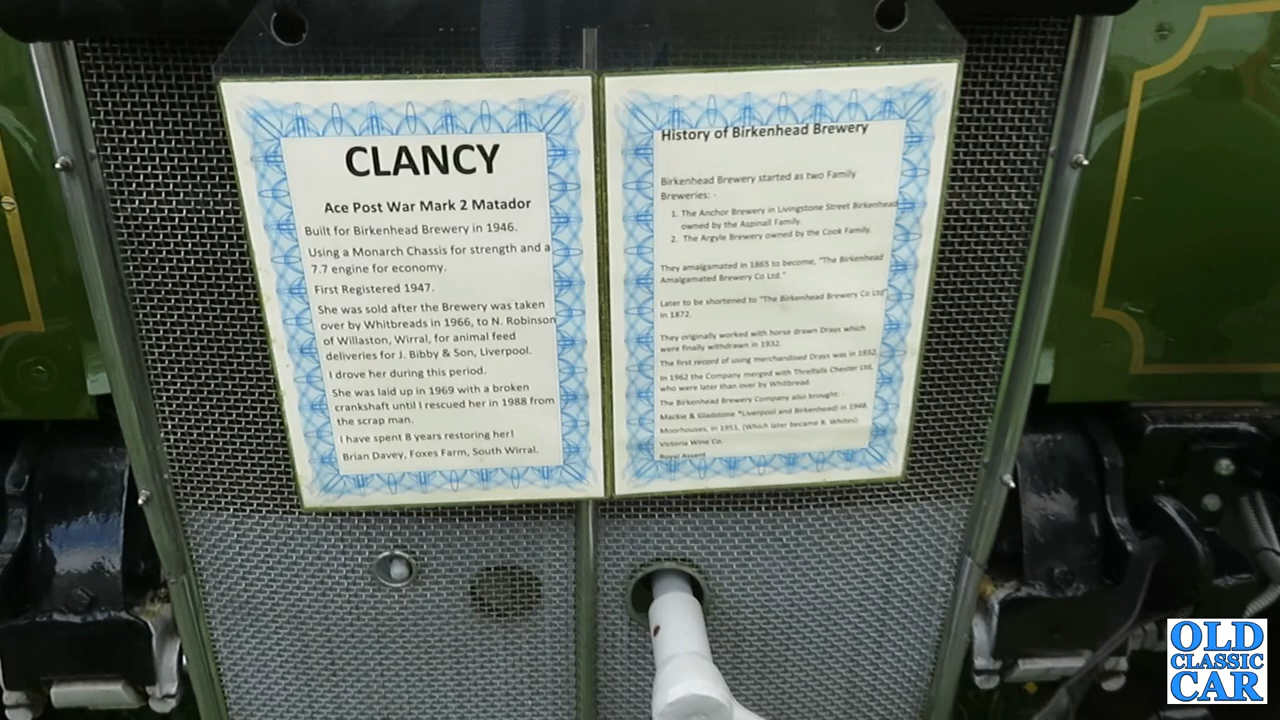 CLANCY
Ace Post War Mark 2 Matador
Built for Birkenhead Brewery in 1946.
Using a Monarch Chassis for strength and a
7.7 engine for economy.
First Registered 1947.
She was sold after the Brewery was taken
over by Whitbreads in 1966, to N. Robinson
of Willaston, Wirral, for animal feed
deliveries for J. Bibby & Son, Liverpool.
I drove her during this period.
She was laid up in 1969 with a broken
crankshaft until I rescued her in 1988 from
the scrap man.
I have spent 8 years restoring her!
Brian Davey, Foxes Farm, South Wirral.
History of Birkenhead Brewery
Birkenhead Brewery started as two Family
Breweries: -
1. The Anchor Brewery in Livingstone Street Birkenhead
owned by the Aspinall Family.
2. The Argyle Brewery owned by the Cook Family.
They amalgamated in 1865 to become, "The Birkenhead
Amalgamated Brewery Co Ltd."
Later to be shortened to "The Birkenhead Brewery Co Ltd"
in 1872.
They originally worked with horse drawn Drays which
were finally withdrawn in 1932.
The first record of using merchandised Drays was in 1932.
In 1962 the Company merged with Threlfalls Chester Ltd,
who were later than over by Whitbread.
The Birkenhead Brewery Company also brought: -
Mackie & Gladstone "Liverpool and Birkenhead) in 1948.
Moorhouses, in 1951, (Which later became R. Whites)
Victoria Wine Co.
Royal Assent
OLD
CLASSIC
CAR